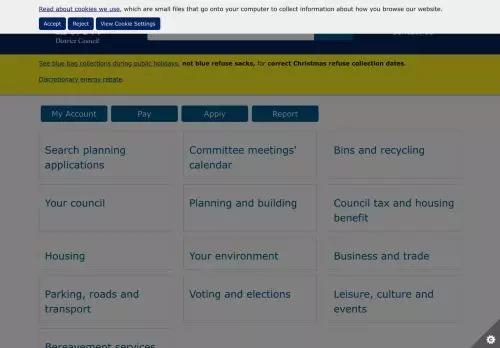 Read about cookies we use, which are small files that go onto your computer to collect information about how you browse our website.
Accept Reject View Cookie Settings
District Council
See blue bag collections during public holidays, not blue refuse sacks, for correct Christmas refuse collection dates.
Discretionary energy rebate.
My Account Pay Apply Report
Search planning applications
Committee meetings' calendar
Bins and recycling
Your council
Planning and building
Council tax and housing benefit
Housing
Your environment
Business and trade
Parking, roads and transport
Voting and elections
Leisure, culture and events
Bereavement services